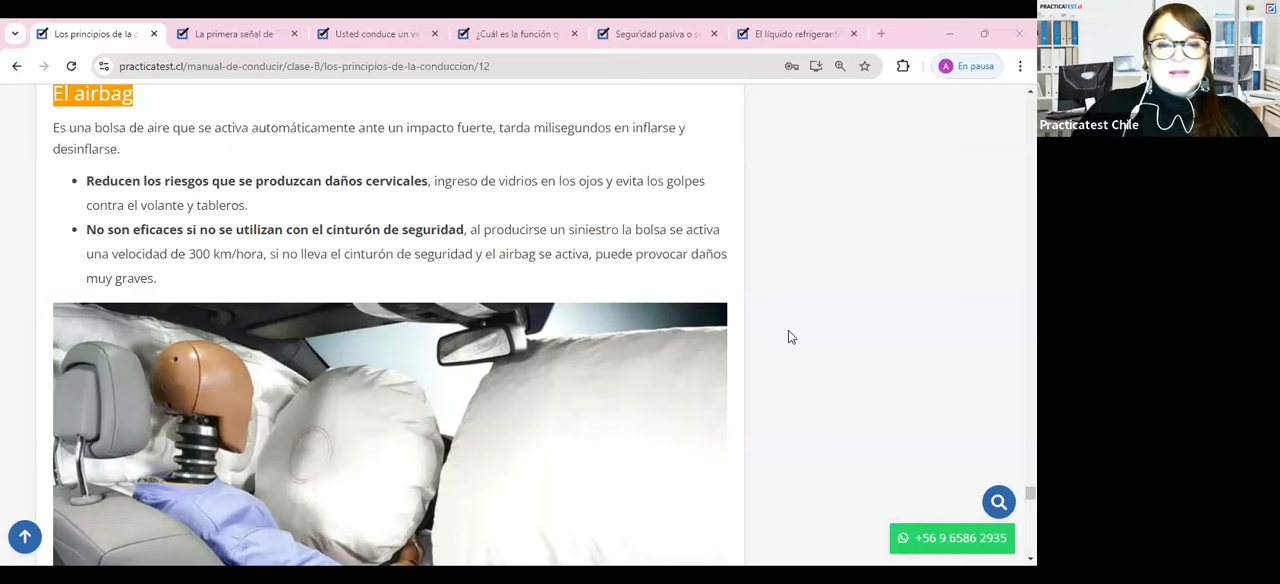 Los principios de la c
La primera señal de
Usted conduce un ve
¿Cuál es la función q
Seguridad pasiva o s
El líquido refrigerant
practicatest.cl/manual-de-conducir/clase-B/los-principios-de-la-conduccion/12
A
En pausa
PRACTICATEST.cl
Practicatest Chile
El airbag
Es una bolsa de aire que se activa automáticamente ante un impacto fuerte, tarda milisegundos en inflarse y
desinflarse.
• Reducen los riesgos que se produzcan daños cervicales, ingreso de vidrios en los ojos y evita los golpes
contra el volante y tableros.
• No son eficaces si no se utilizan con el cinturón de seguridad, al producirse un siniestro la bolsa se activa
una velocidad de 300 km/hora, si no lleva el cinturón de seguridad y el airbag se activa, puede provocar daños
muy graves.
+56 9 6586 2935